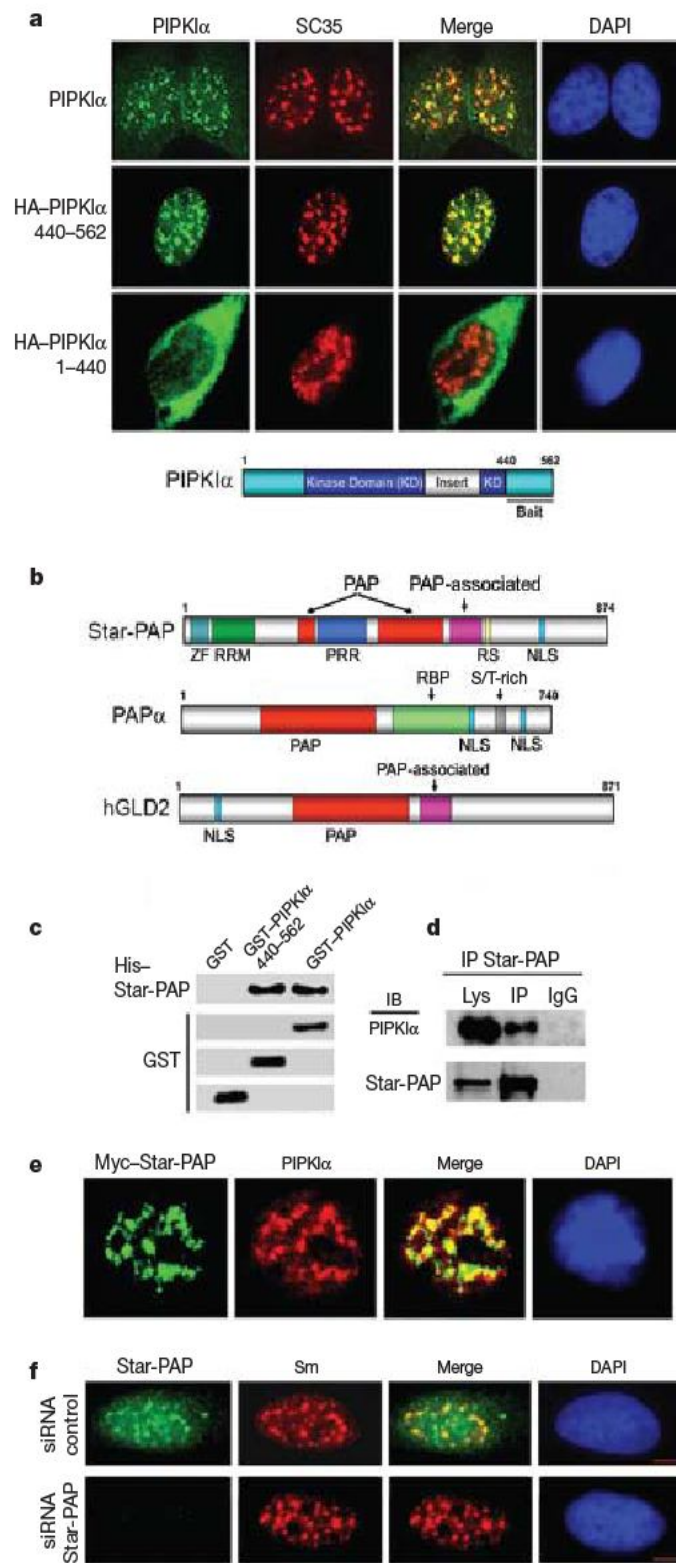 a
PIPKIα SC35 Merge DAPI
PIPKIα
HA–PIPKIα
440–562
HA–PIPKIα
1–440
1 440 562
PIPKIα Kinase Domain (KD) Insert KD
Bait
b
PAP PAP-associated
1 874
Star-PAP
ZF RRM PRR RS NLS
RBP S/T-rich
1 740
PAPα
PAP NLS NLS
PAP-associated
1 871
hGLD2
NLS PAP
c
GST GST–PIPKIα 440–562 GST–PIPKIα
His–
Star-PAP
GST
d
IP Star-PAP
IB Lys IP IgG
PIPKIα
Star-PAP
e
Myc–Star-PAP PIPKIα Merge DAPI
f
Star-PAP Sm Merge DAPI
siRNA
control
siRNA
Star-PAP